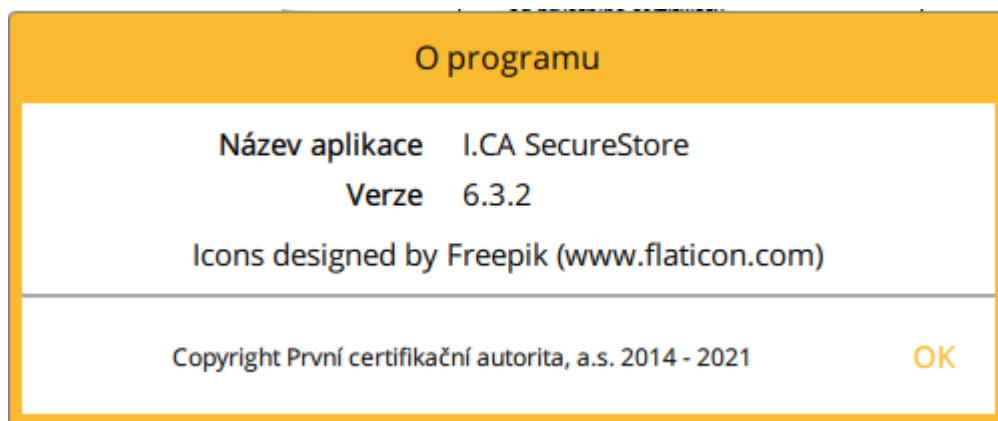 O programu
Název aplikace I.CA SecureStore
Verze 6.3.2
Icons designed by Freepik (www.flaticon.com)
Copyright První certifikační autorita, a.s. 2014 - 2021 OK